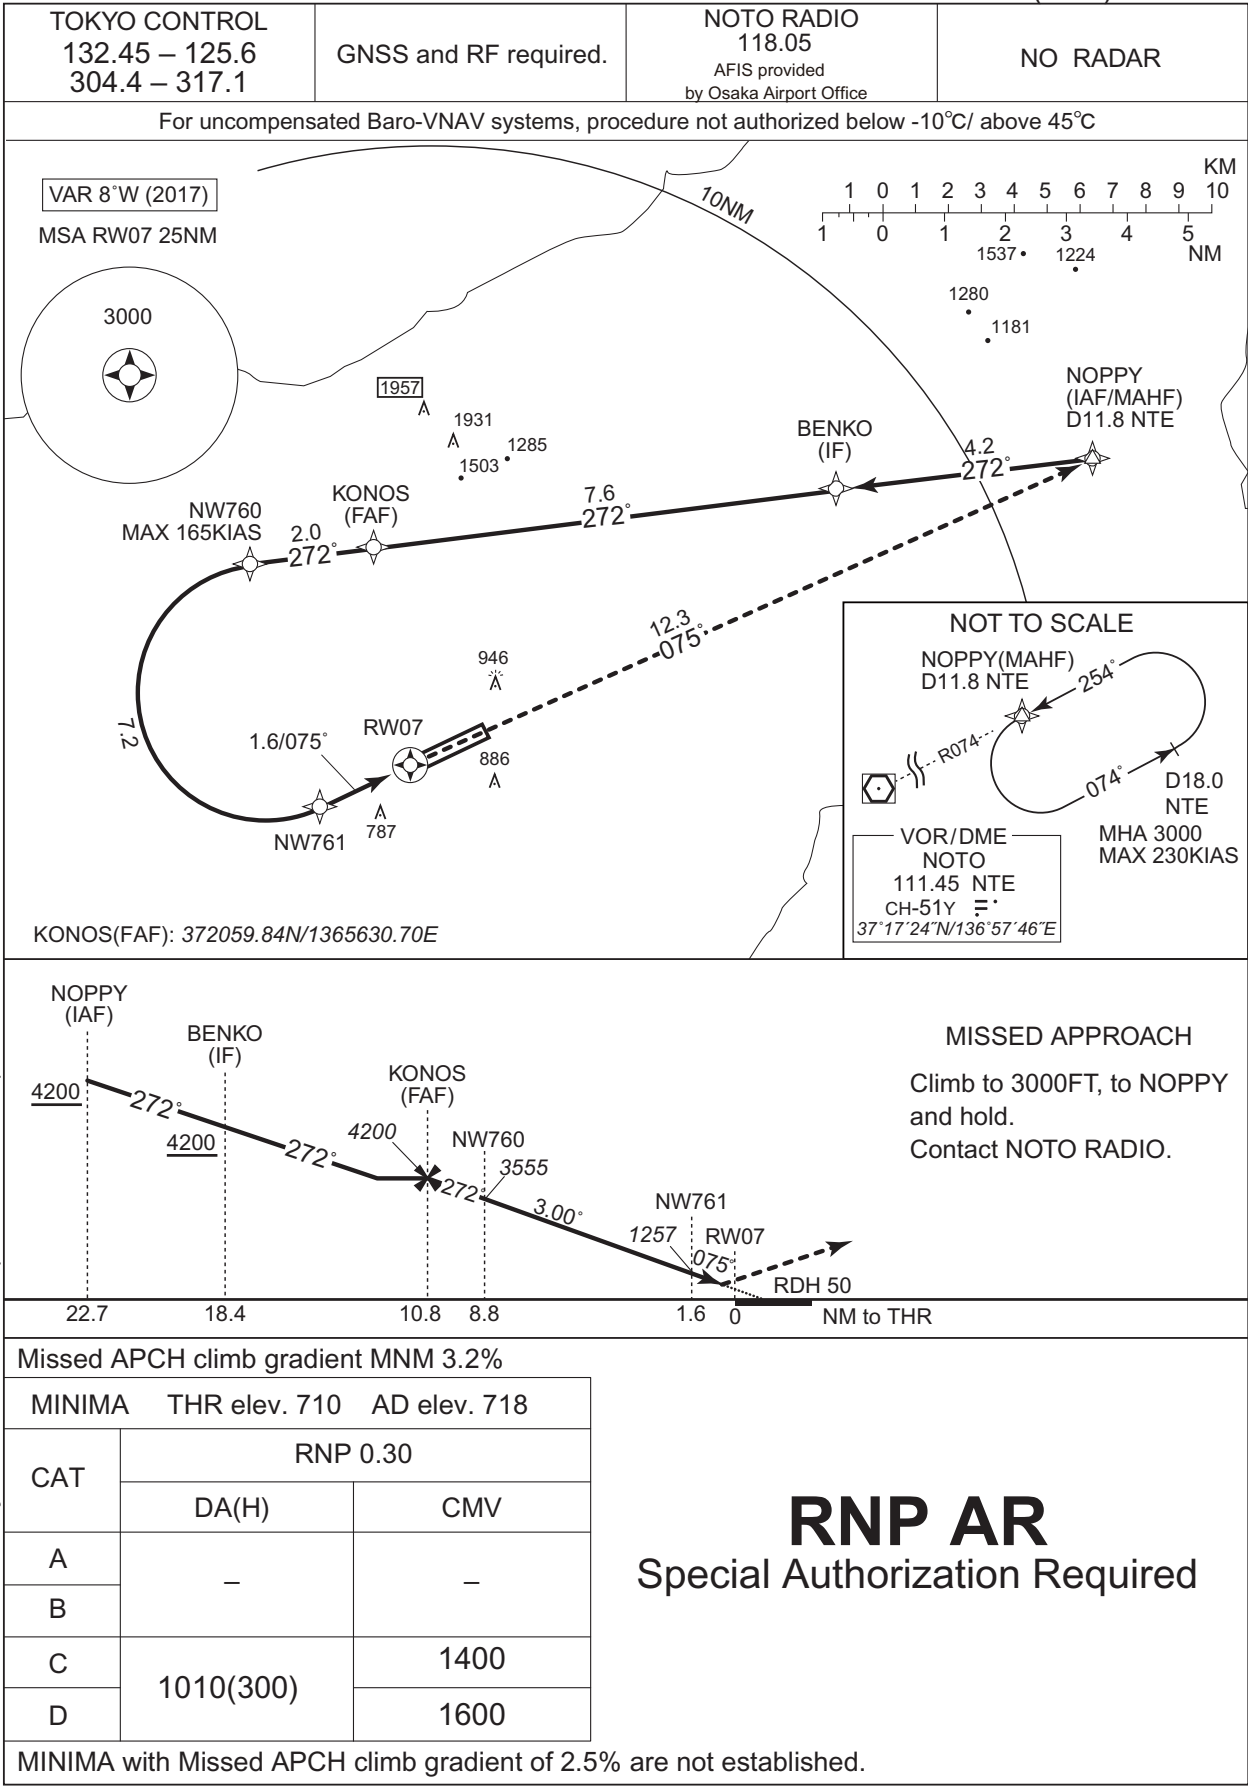 TOKYO CONTROL
132.45 – 125.6
304.4 – 317.1
GNSS and RF required.
NOTO RADIO
118.05
AFIS provided
by Osaka Airport Office
NO RADAR
For uncompensated Baro-VNAV systems, procedure not authorized below -10℃/ above 45℃
VAR 8°W (2017)
MSA RW07 25NM
3000
10NM
KM
1 0 1 2 3 4 5 6 7 8 9 10
1 0 1 2 3 4 5
NM
1537
1224
1280
1181
1957
1931
1285
1503
NOPPY
(IAF/MAHF)
D11.8 NTE
BENKO
(IF)
4.2
272°
7.6
272°
KONOS
(FAF)
NW760
MAX 165KIAS
2.0
272°
12.3
075°
946
7.2
RW07
1.6/075°
886
NW761
787
KONOS(FAF): 372059.84N/1365630.70E
NOT TO SCALE
NOPPY(MAHF)
D11.8 NTE
254°
R074
074°
D18.0
NTE
MHA 3000
MAX 230KIAS
VOR/DME
NOTO
111.45 NTE
CH-51Y
37°17′24″N/136°57′46″E
NOPPY
(IAF)
BENKO
(IF)
KONOS
(FAF)
4200
272°
4200
272°
4200
NW760
272°
3555
3.00°
NW761
1257
RW07
075°
RDH 50
22.7
18.4
10.8
8.8
1.6
0
NM to THR
MISSED APPROACH
Climb to 3000FT, to NOPPY
and hold.
Contact NOTO RADIO.
Missed APCH climb gradient MNM 3.2%
MINIMA THR elev. 710 AD elev. 718
CAT
RNP 0.30
DA(H)
CMV
A
–
–
B
C
1010(300)
1400
D
1600
MINIMA with Missed APCH climb gradient of 2.5% are not established.
RNP AR
Special Authorization Required